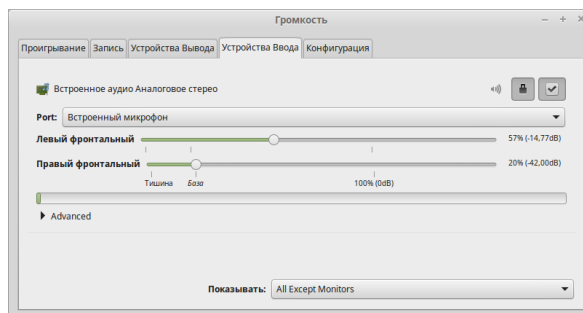 Громкость
Проигрывание Запись Устройства Вывода Устройства Ввода Конфигурация
Встроенное аудио Аналоговое стерео
Port: Встроенный микрофон
Левый фронтальный 57% (-14,77dB)
Правый фронтальный 20% (-42,00dB)
Тишина База 100% (0dB)
Advanced
Показывать: All Except Monitors